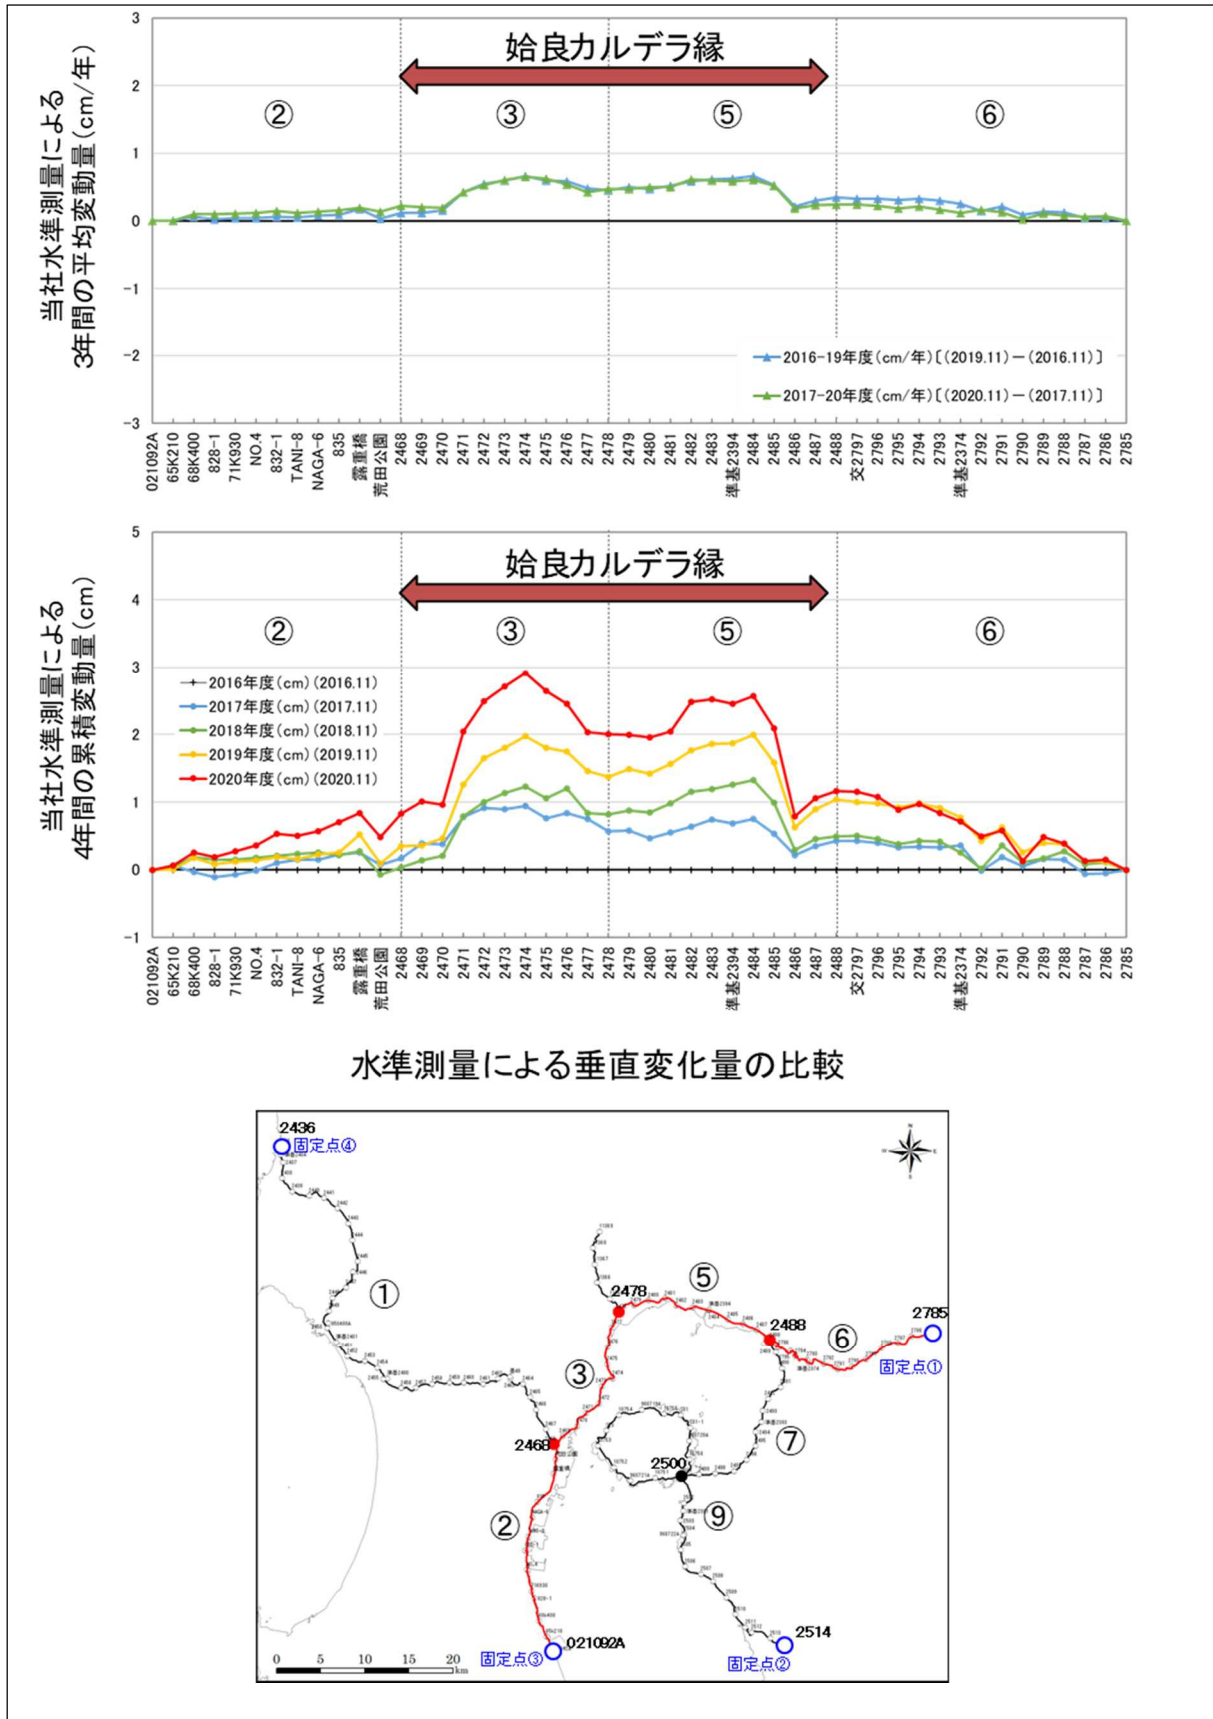 始良カルデラ縁
② ③ ⑤ ⑥
当社水準測量による
3年間の平均変動量(cm/年)
3
2
1
0
-1
-2
-3
2016-19年度(cm/年)[(2019.11)-(2016.11)]
2017-20年度(cm/年)[(2020.11)-(2017.11)]
021092A 65K210 68K400 828-1 71K930 NO.4 832-1 TANI-8 NAGA-6 835 露重橋 荒田公園 2468 2469 2470 2471 2472 2473 2474 2475 2476 2477 2478 2479 2480 2481 2482 2483 準基2394 2484 2485 2486 2487 2488 交2797 2796 2795 2794 2793 準基2374 2792 2791 2790 2789 2788 2787 2786 2785
始良カルデラ縁
② ③ ⑤ ⑥
当社水準測量による
4年間の累積変動量(cm)
5
4
3
2
1
0
-1
2016年度(cm)(2016.11)
2017年度(cm)(2017.11)
2018年度(cm)(2018.11)
2019年度(cm)(2019.11)
2020年度(cm)(2020.11)
021092A 65K210 68K400 828-1 71K930 NO.4 832-1 TANI-8 NAGA-6 835 露重橋 荒田公園 2468 2469 2470 2471 2472 2473 2474 2475 2476 2477 2478 2479 2480 2481 2482 2483 準基2394 2484 2485 2486 2487 2488 交2797 2796 2795 2794 2793 準基2374 2792 2791 2790 2789 2788 2787 2786 2785
水準測量による垂直変化量の比較
2436
固定点④
N
W E
S
①
2478
⑤
2488
2785
⑥
固定点①
③
2468
2500
⑦
②
⑨
021092A
固定点③
2514
固定点②
0 5 10 15 20
km